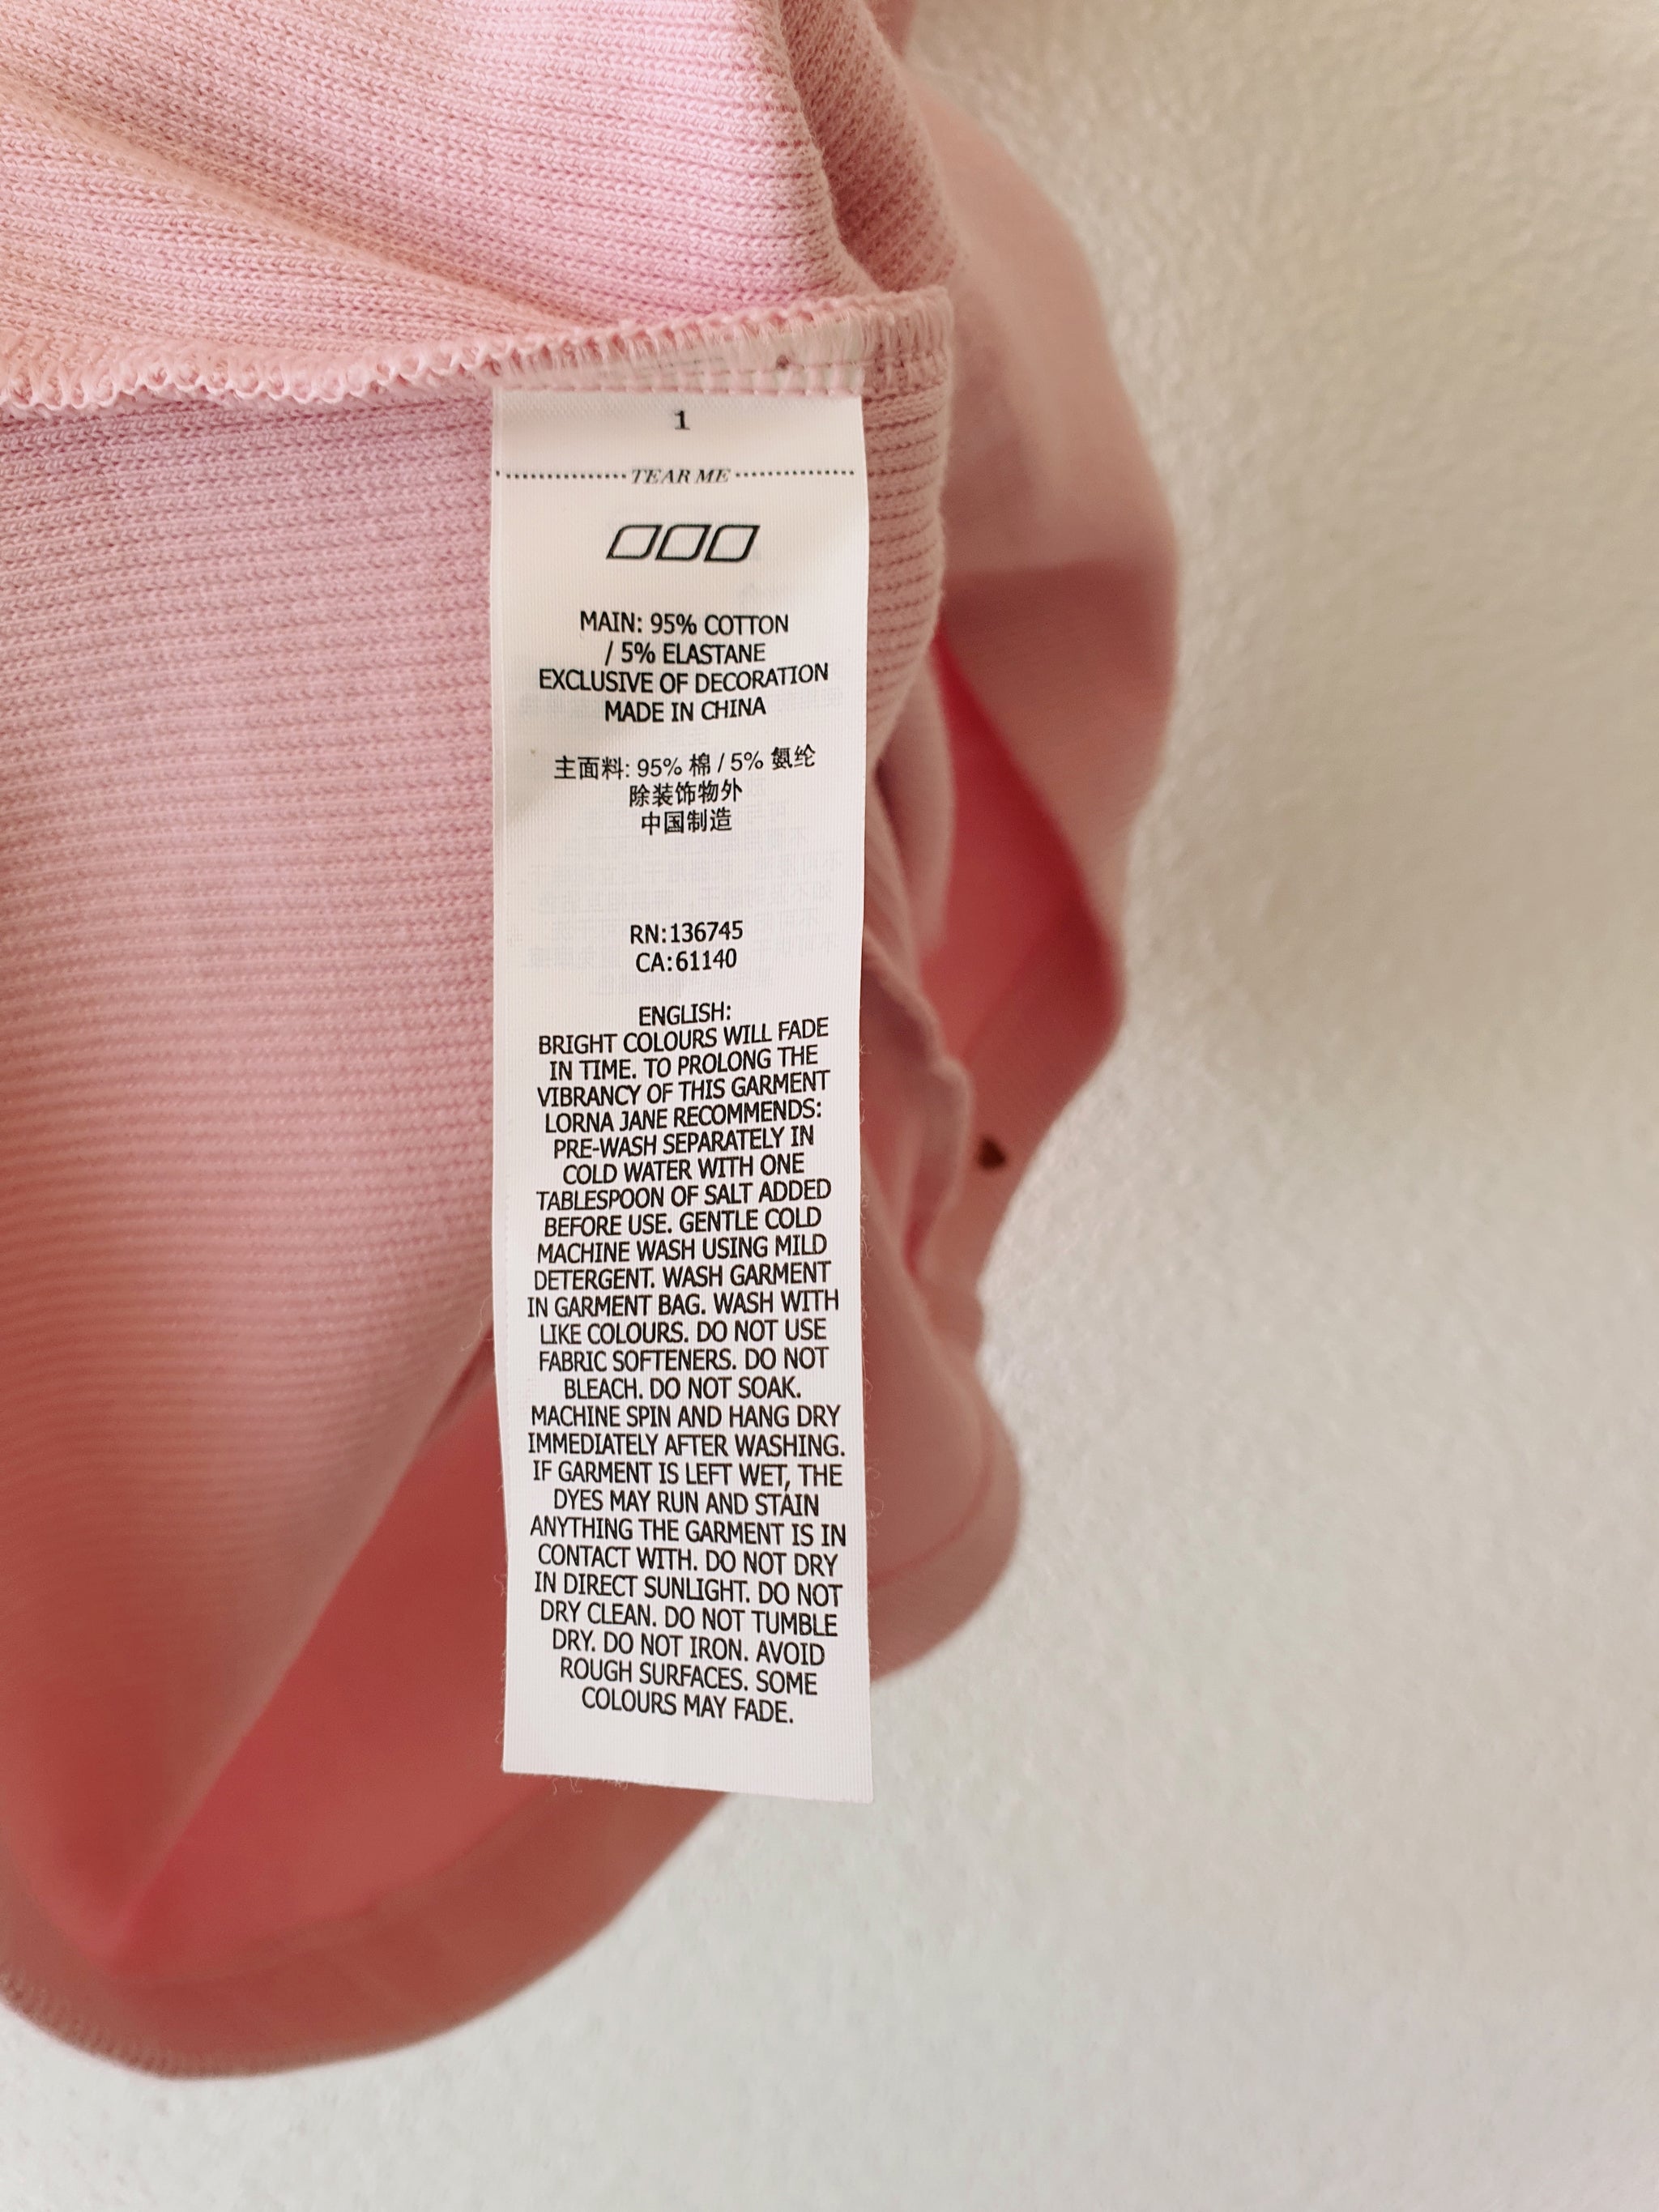 1
TEAR ME
MAIN: 95% COTTON
/ 5% ELASTANE
EXCLUSIVE OF DECORATION
MADE IN CHINA
主面料: 95% 棉 / 5% 氨纶
除装饰物外
中国制造
RN:136745
CA:61140
ENGLISH:
BRIGHT COLOURS WILL FADE
IN TIME. TO PROLONG THE
VIBRANCY OF THIS GARMENT
LORNA JANE RECOMMENDS:
PRE-WASH SEPARATELY IN
COLD WATER WITH ONE
TABLESPOON OF SALT ADDED
BEFORE USE. GENTLE COLD
MACHINE WASH USING MILD
DETERGENT. WASH GARMENT
IN GARMENT BAG. WASH WITH
LIKE COLOURS. DO NOT USE
FABRIC SOFTENERS. DO NOT
BLEACH. DO NOT SOAK.
MACHINE SPIN AND HANG DRY
IMMEDIATELY AFTER WASHING.
IF GARMENT IS LEFT WET, THE
DYES MAY RUN AND STAIN
ANYTHING THE GARMENT IS IN
CONTACT WITH. DO NOT DRY
IN DIRECT SUNLIGHT. DO NOT
DRY CLEAN. DO NOT TUMBLE
DRY. DO NOT IRON. AVOID
ROUGH SURFACES. SOME
COLOURS MAY FADE.